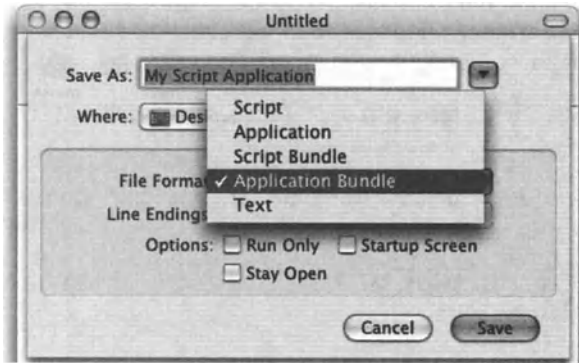 Untitled
Save As: My Script Application
Where: Des
Script
Application
Script Bundle
File Forma ✓ Application Bundle
Line Endings Text
Options: Run Only Startup Screen
Stay Open
Cancel Save